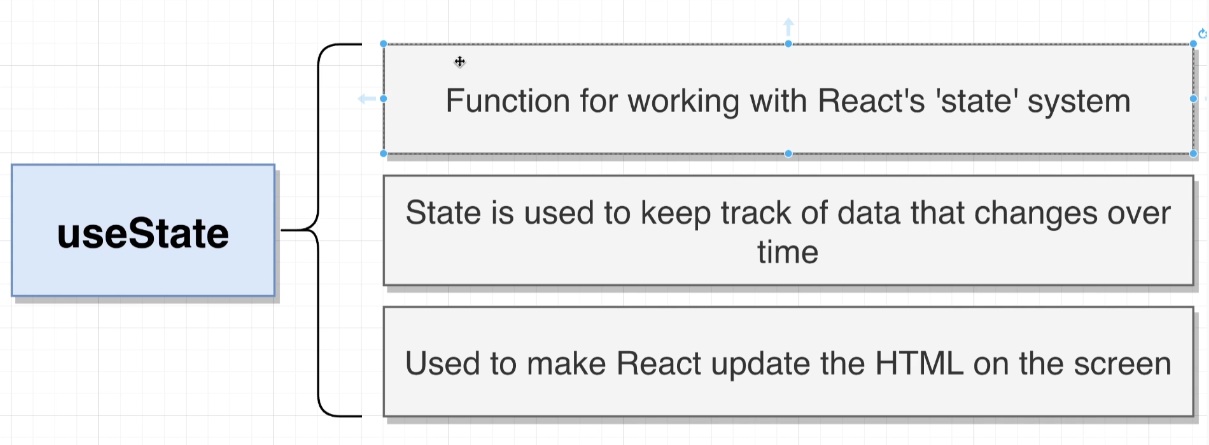 useState
Function for working with React's 'state' system
State is used to keep track of data that changes over
time
Used to make React update the HTML on the screen